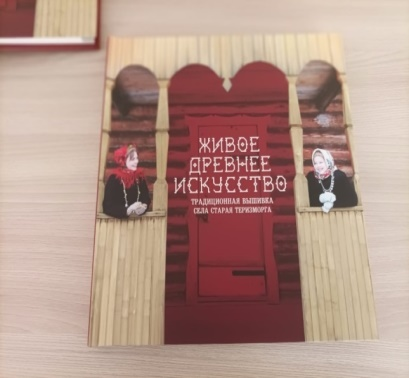 ЖИВОЕ
ДРЕВНЕЕ
ИСКУССТВО
ТРАДИЦИОННАЯ ВЫШИВКА
СЕЛА СТАРАЯ ТЕРИЗМОРГА